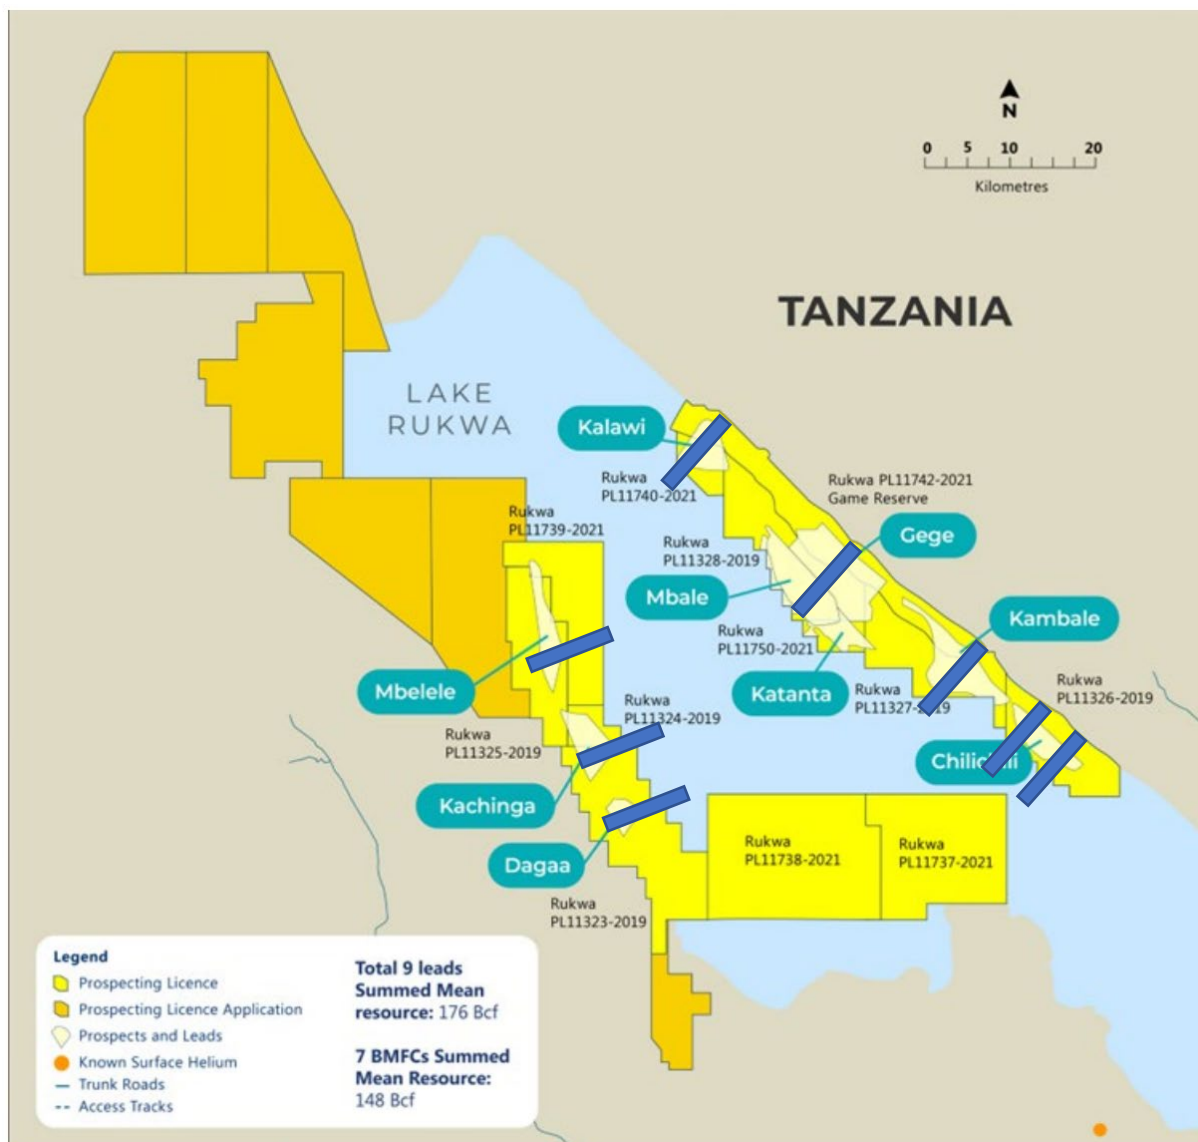 N
0 5 10 20
Kilometres
TANZANIA
LAKE
RUKWA
Kalawi
Rukwa
PL11740-2021
Rukwa PL11742-2021
Game Reserve
Rukwa
PL11739-2021
Gege
Rukwa
PL11328-2019
Mbale
Kambale
Rukwa
PL11750-2021
Mbelele
Katanta
Rukwa
PL11327-2019
Rukwa
PL11326-2019
Rukwa
PL11324-2019
Rukwa
PL11325-2019
Kachinga
Dagaa
Rukwa
PL11738-2021
Rukwa
PL11737-2021
Rukwa
PL11323-2019
Legend
Prospecting Licence
Prospecting Licence Application
Prospects and Leads
Known Surface Helium
Trunk Roads
Access Tracks
Total 9 leads
Summed Mean
resource: 176 Bcf
7 BMFCs Summed
Mean Resource:
148 Bcf